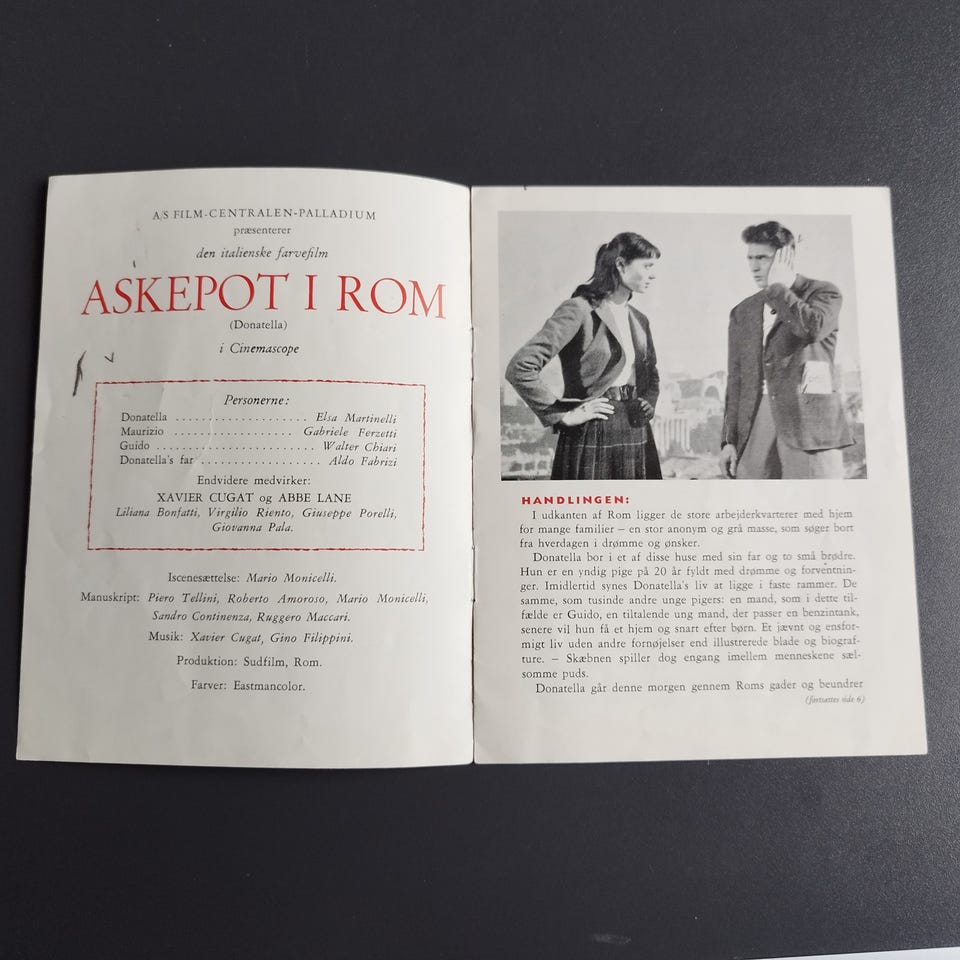 A/S FILM-CENTRALEN-PALLADIUM
præsenterer
den italienske farvefilm
ASKEPOT I ROM
(Donatella)
i Cinemascope
Personerne:
Donatella . . . . . . . . . . . . . . . . . . . . Elsa Martinelli
Maurizio . . . . . . . . . . . . . . . . . . Gabriele Ferzetti
Guido . . . . . . . . . . . . . . . . . . . . . . . . Walter Chiari
Donatella's far . . . . . . . . . . . . . . . . . . Aldo Fabrizi
Endvidere medvirker:
XAVIER CUGAT og ABBE LANE
Liliana Bonfatti, Virgilio Riento, Giuseppe Porelli,
Giovanna Pala.
Iscenesættelse: Mario Monicelli.
Manuskript: Piero Tellini, Roberto Amoroso, Mario Monicelli,
Sandro Continenza, Ruggero Maccari.
Musik: Xavier Cugat, Gino Filippini.
Produktion: Sudfilm, Rom.
Farver: Eastmancolor.
HANDLINGEN:
I udkanten af Rom ligger de store arbejderkvarterer med hjem
for mange familier – en stor anonym og grå masse, som søger bort
fra hverdagen i drømme og ønsker.
Donatella bor i et af disse huse med sin far og to små brødre.
Hun er en yndig pige på 20 år fyldt med drømme og forventnin-
ger. Imidlertid synes Donatella's liv at ligge i faste rammer. De
samme, som tusinde andre unge pigers: en mand, som i dette til-
fælde er Guido, en tiltalende ung mand, der passer en benzintank,
senere vil hun få et hjem og snart efter børn. Et jævnt og ensfor-
migt liv uden andre fornøjelser end illustrerede blade og biograf-
ture. – Skæbnen spiller dog engang imellem menneskene sæl-
somme puds.
Donatella går denne morgen gennem Roms gader og beundrer
(fortsættes side 6)